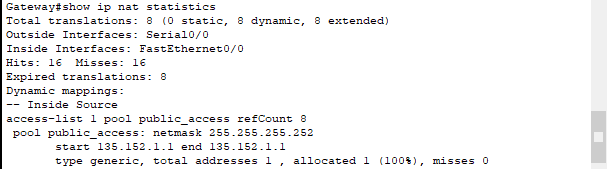 Gateway#show ip nat statistics
Total translations: 8 (0 static, 8 dynamic, 8 extended)
Outside Interfaces: Serial0/0
Inside Interfaces: FastEthernet0/0
Hits: 16  Misses: 16
Expired translations: 8
Dynamic mappings:
-- Inside Source
access-list 1 pool public_access refCount 8
 pool public_access: netmask 255.255.255.252
       start 135.152.1.1 end 135.152.1.1
       type generic, total addresses 1 , allocated 1 (100%), misses 0